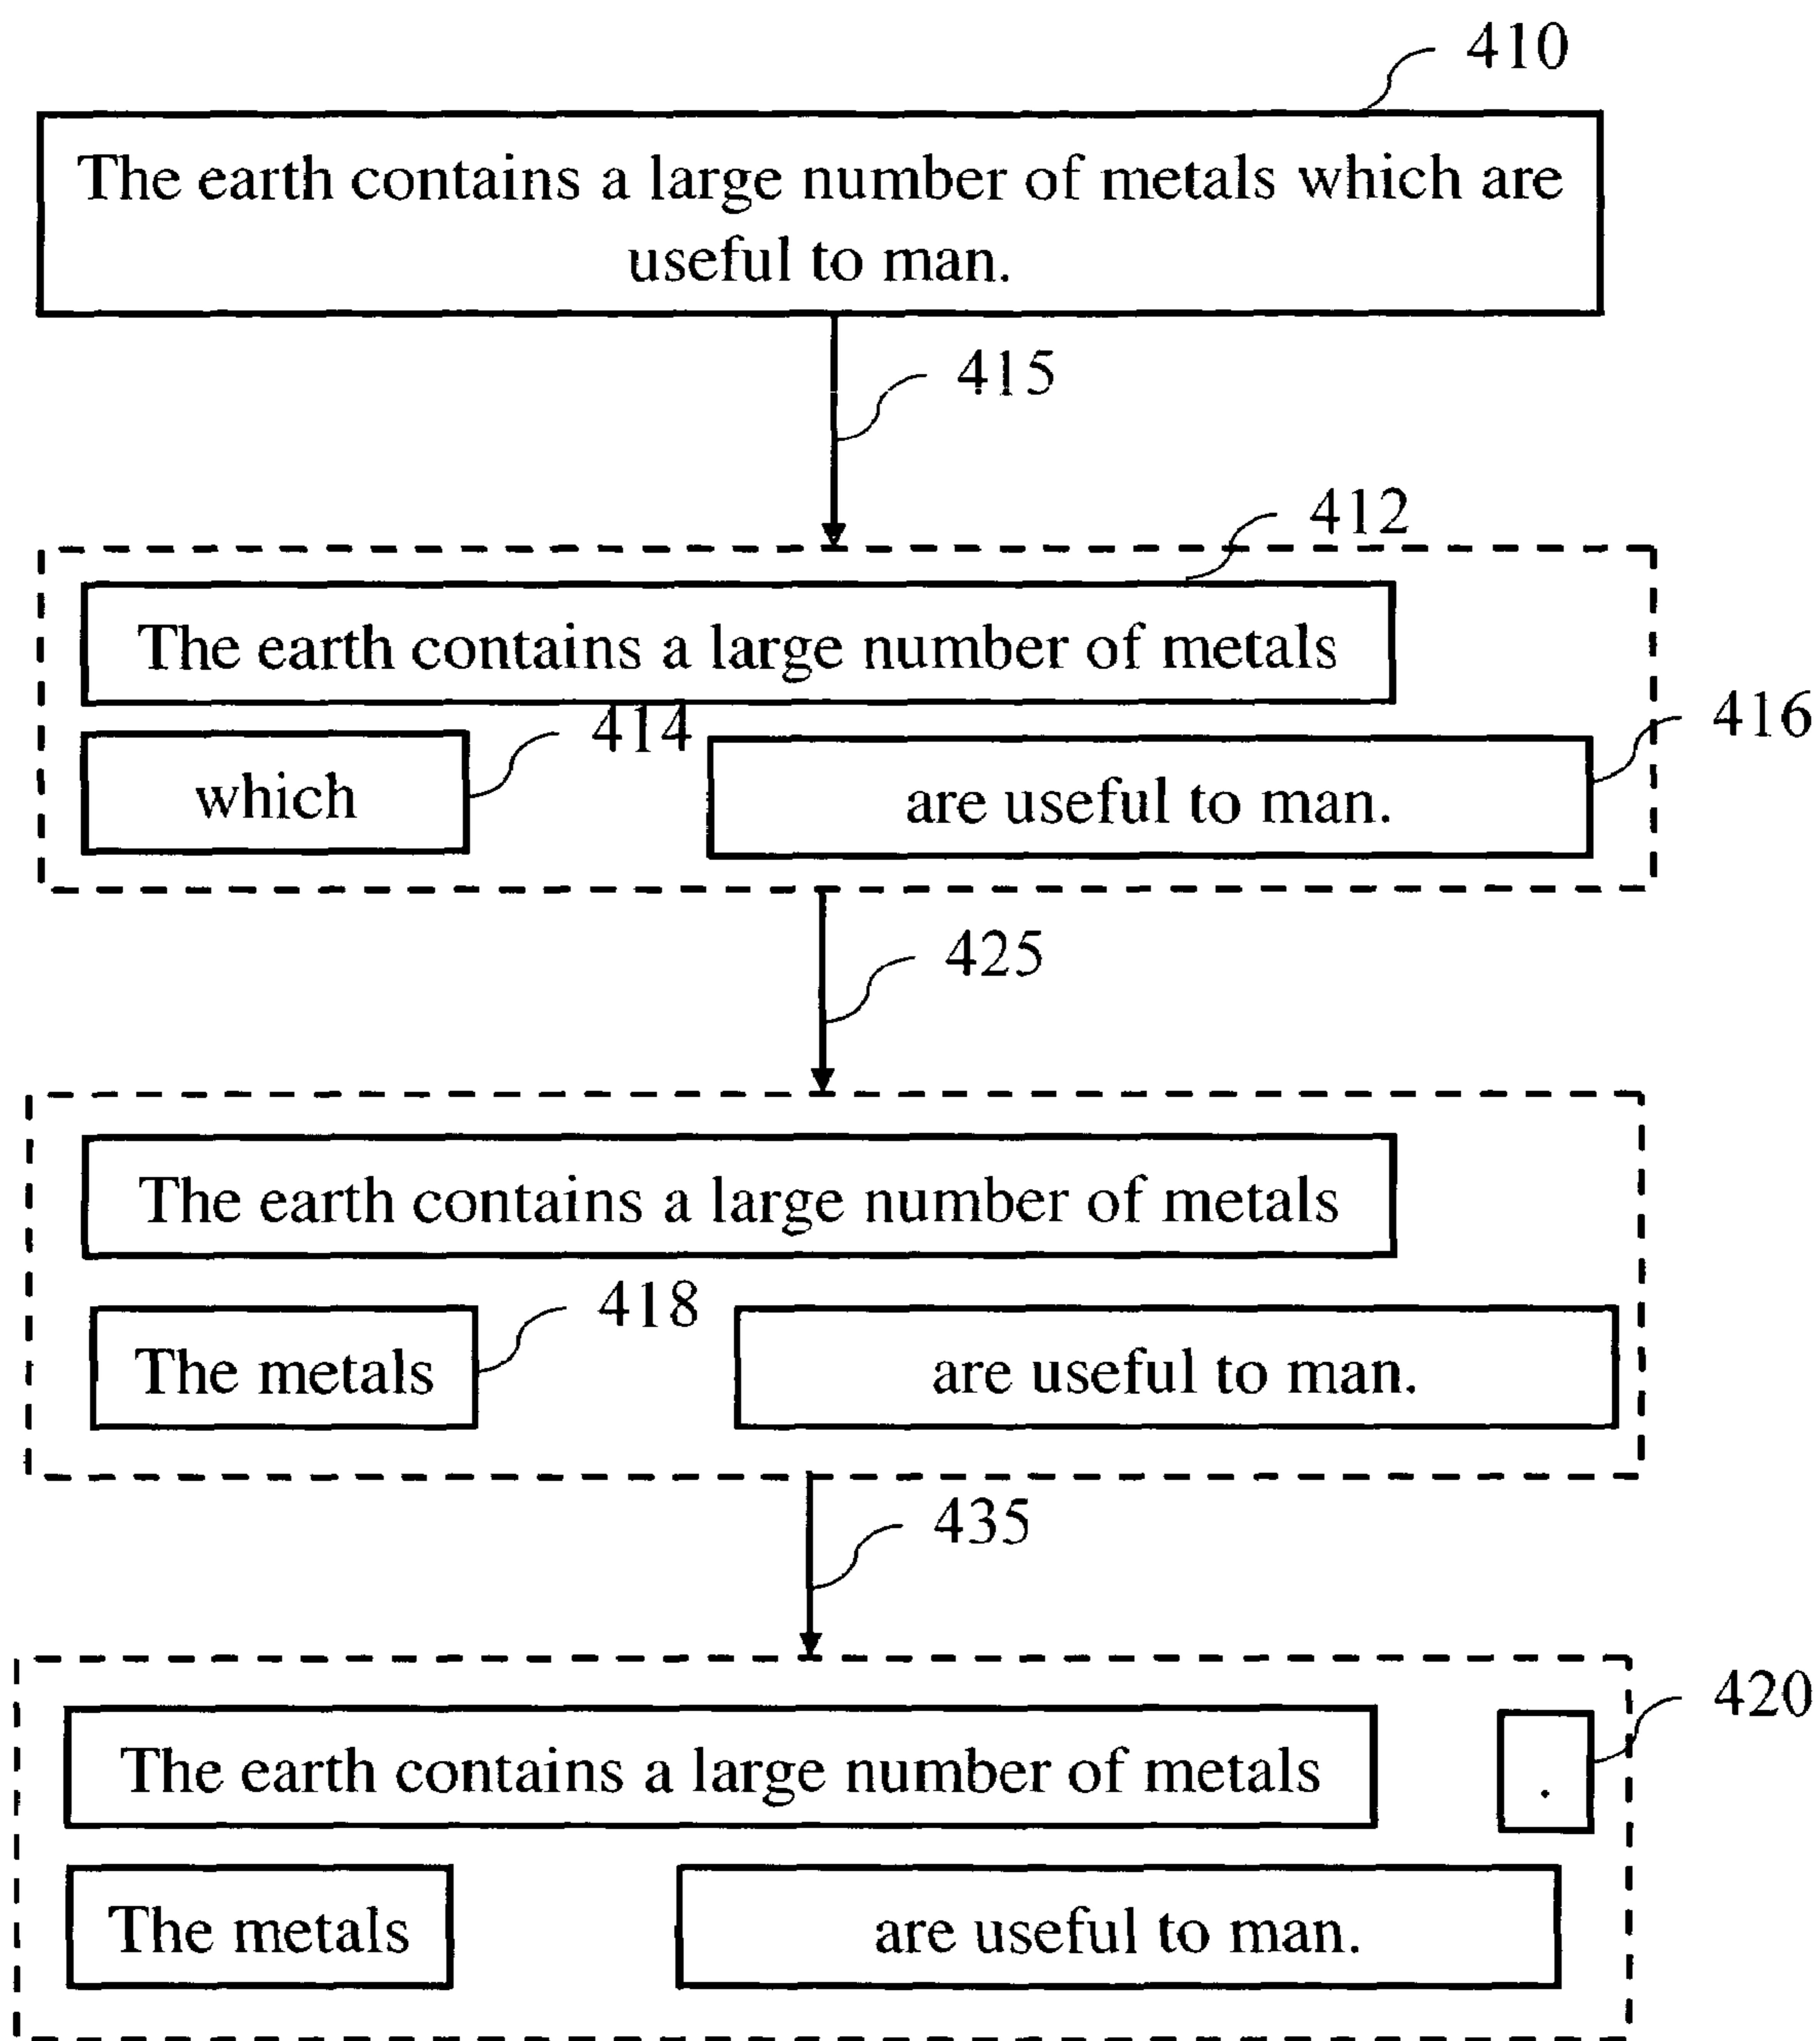 410
The earth contains a large number of metals which are
useful to man.
415
412
The earth contains a large number of metals
414
416
which
are useful to man.
425
The earth contains a large number of metals
418
The metals
are useful to man.
435
420
The earth contains a large number of metals
.
The metals
are useful to man.